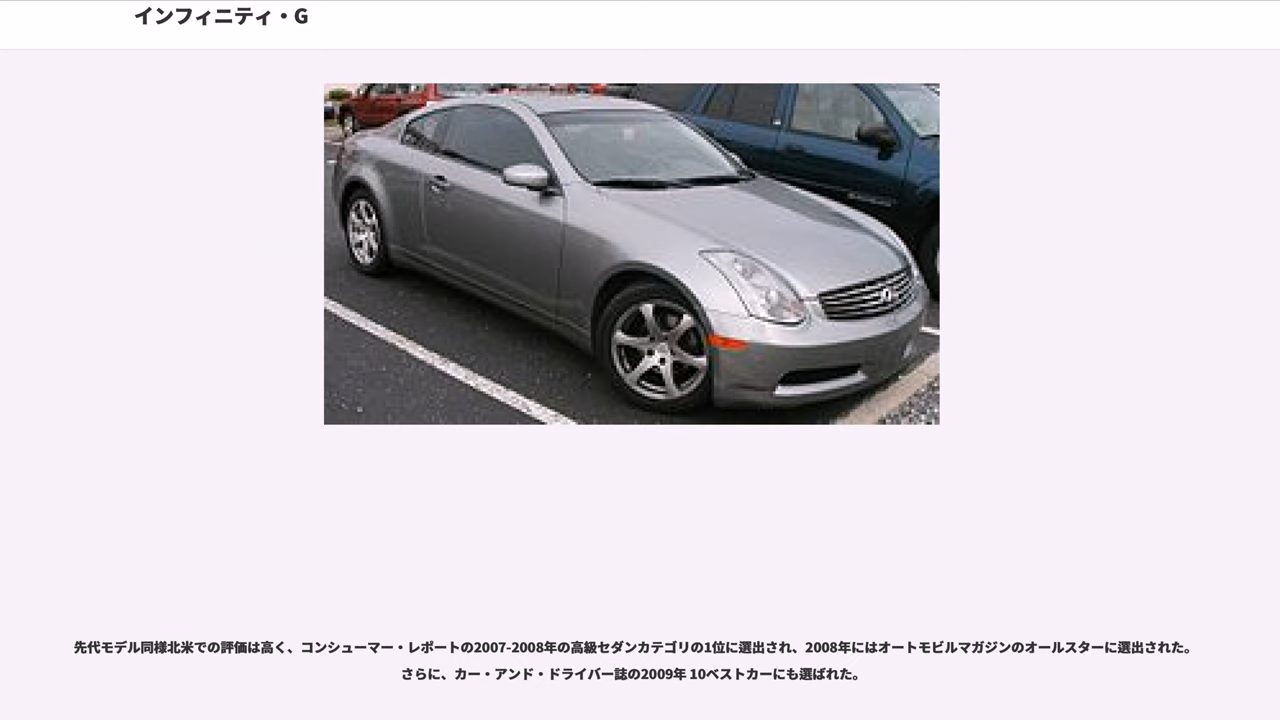 インフィニティ・G
先代モデル同様北米での評価は高く、コンシューマー・レポートの2007-2008年の高級セダンカテゴリの1位に選出され、2008年にはオートモビルマガジンのオールスターに選出された。
さらに、カー・アンド・ドライバー誌の2009年 10ベストカーにも選ばれた。